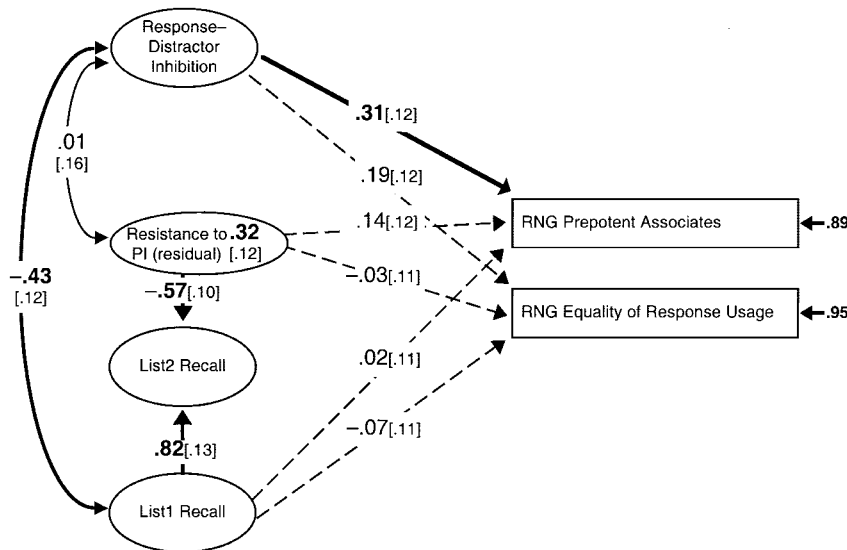 Response–
Distractor
Inhibition
.31[.12]
.01
[.16]
.19[.12]
.14[.12]
RNG Prepotent Associates
.89
Resistance to .32
PI (residual) [.12]
–.43
[.12]
–.57[.10]
–.03[.11]
RNG Equality of Response Usage
.95
List2 Recall
.02[.11]
–.07[.11]
.82[.13]
List1 Recall